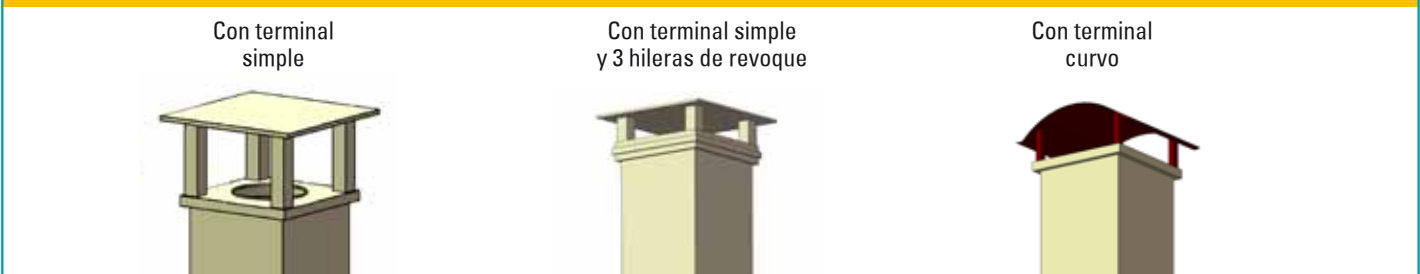 Con terminal
simple
Con terminal simple
y 3 hileras de revoque
Con terminal
curvo